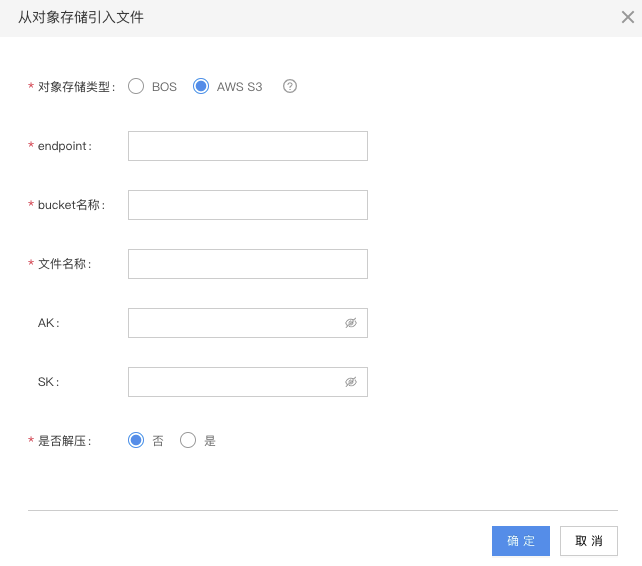 从对象存储引入文件
* 对象存储类型: BOS AWS S3
* endpoint:
* bucket名称:
* 文件名称:
AK:
SK:
* 是否解压: 否 是
确定 取消